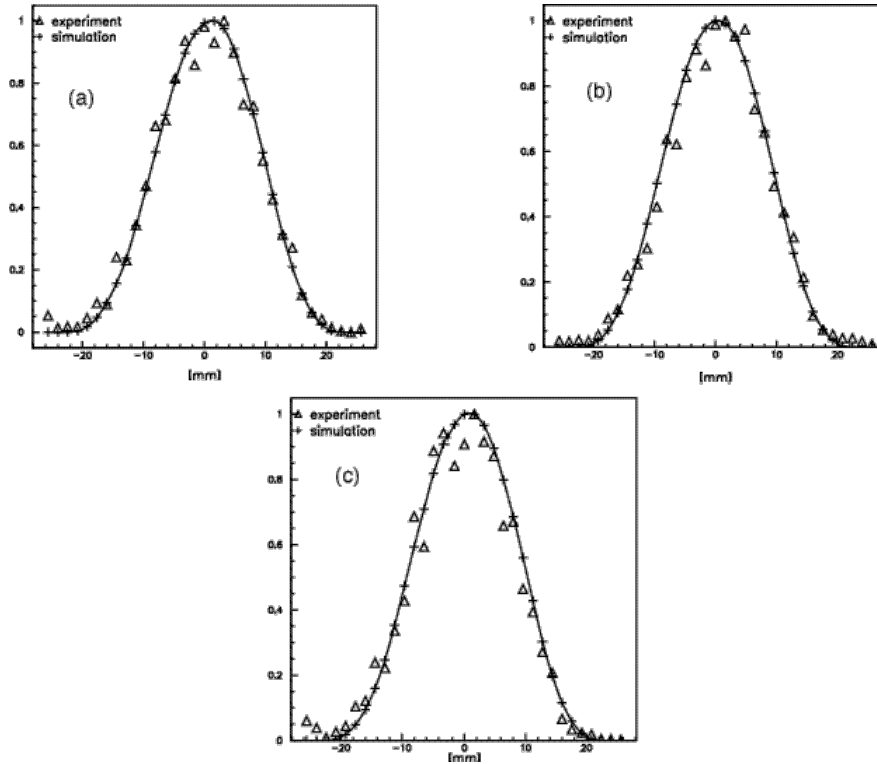 1
△ experiment
+ simulation
(a)
0.8
0.6
0.4
0.2
0
−20
−10
0
10
20
[mm]
1
△ experiment
+ simulation
(b)
0.8
0.6
0.4
0.2
0
−20
−10
0
10
20
[mm]
1
△ experiment
+ simulation
(c)
0.8
0.6
0.4
0.2
0
−20
−10
0
10
20
[mm]